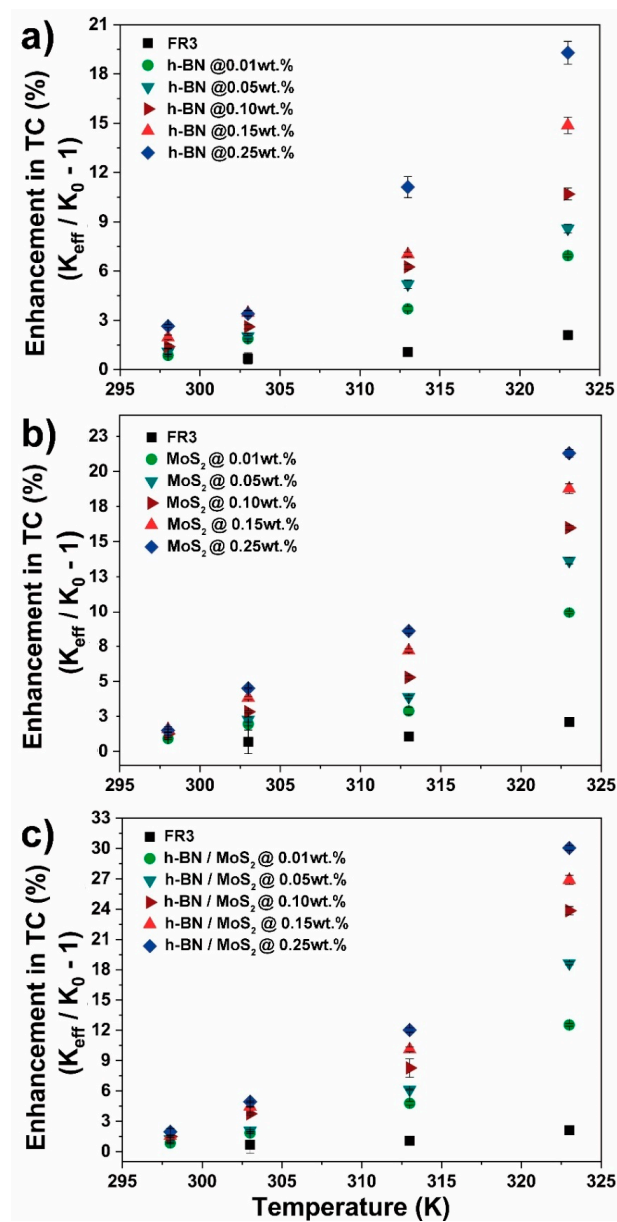 a)
Enhancement in TC (%)
(K_eff / K_0 - 1)
21
18
15
12
9
6
3
0
FR3
h-BN @0.01wt.%
h-BN @0.05wt.%
h-BN @0.10wt.%
h-BN @0.15wt.%
h-BN @0.25wt.%
295 300 305 310 315 320 325
b)
Enhancement in TC (%)
(K_eff / K_0 - 1)
23
20
18
15
13
10
8
5
3
0
FR3
MoS₂ @ 0.01wt.%
MoS₂ @ 0.05wt.%
MoS₂ @ 0.10wt.%
MoS₂ @ 0.15wt.%
MoS₂ @ 0.25wt.%
295 300 305 310 315 320 325
c)
Enhancement in TC (%)
(K_eff / K_0 - 1)
33
30
27
24
21
18
15
12
9
6
3
0
FR3
h-BN / MoS₂ @ 0.01wt.%
h-BN / MoS₂ @ 0.05wt.%
h-BN / MoS₂ @ 0.10wt.%
h-BN / MoS₂ @ 0.15wt.%
h-BN / MoS₂ @ 0.25wt.%
295 300 305 310 315 320 325
Temperature (K)